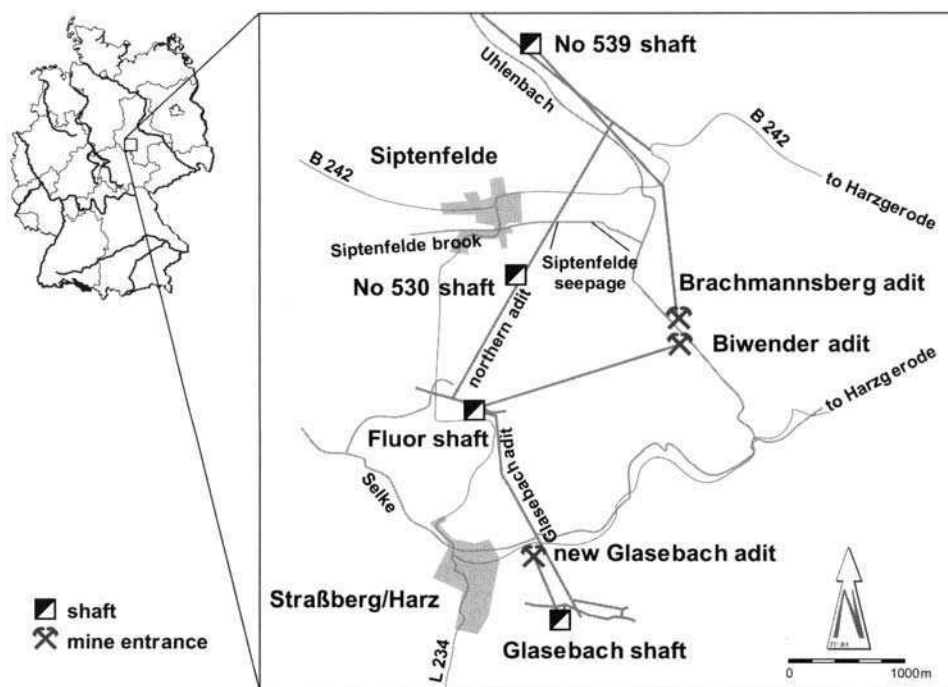 No 539 shaft
Uhlenbach
B 242
to Harzgerode
Siptenfelde
B 242
Siptenfelde brook
Siptenfelde
seepage
No 530 shaft
northern adit
Brachmannsberg adit
Biwender adit
to Harzgerode
Fluor shaft
Glasebach adit
Selke
new Glasebach adit
Straßberg/Harz
L 234
Glasebach shaft
shaft
mine entrance
N
0
1000m